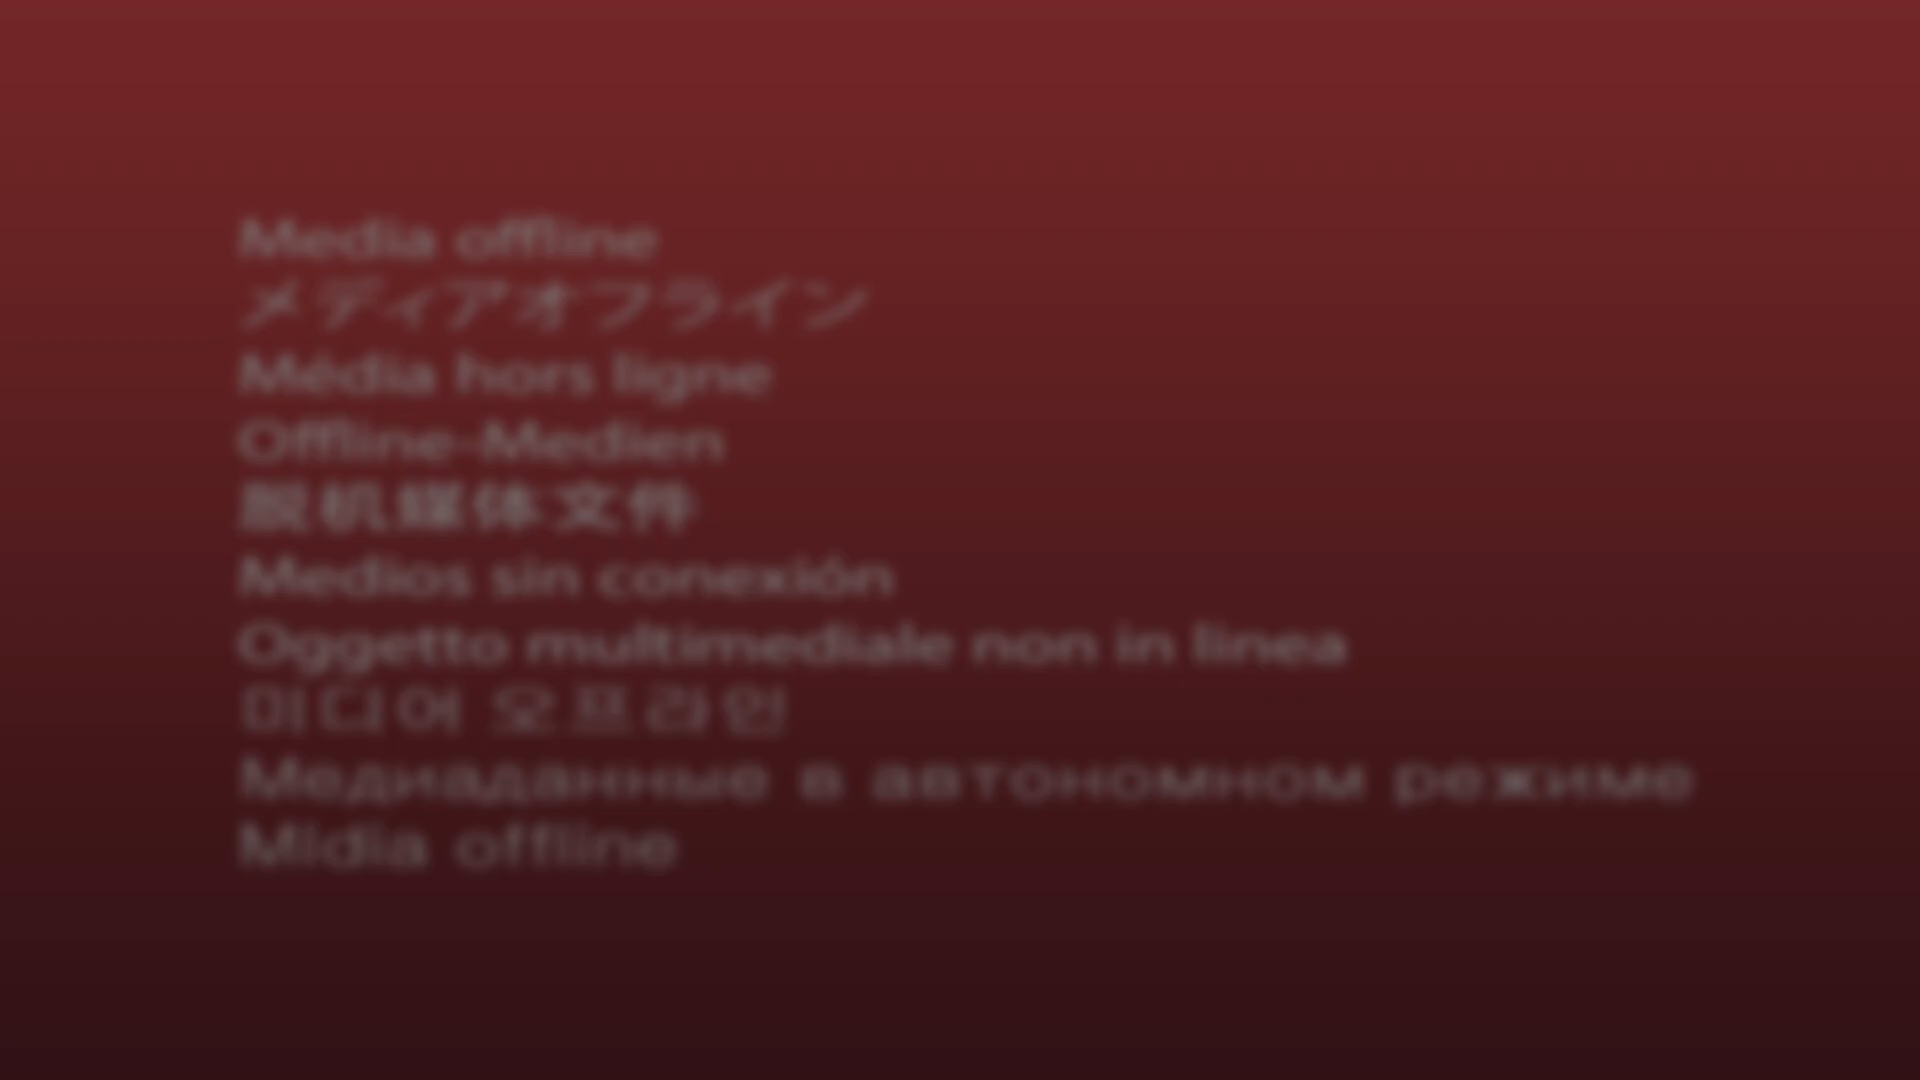 Media offline
メディアオフライン
Média hors ligne
Offline-Medien
脱机媒体文件
Medios sin conexión
Oggetto multimediale non in linea
미디어 오프라인
Медиаданные в автономном режиме
Mídia offline